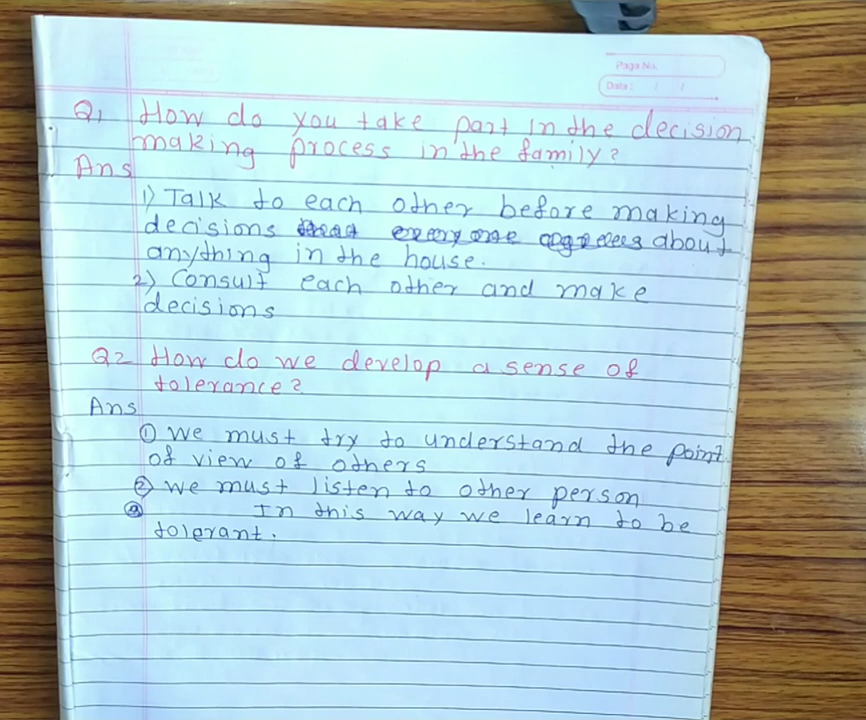 Page No.
Date: / /
Q1 How do you take part in the decision
making process in the family?
Ans
1) Talk to each other before making
decisions about
anything in the house.
2) Consult each other and make
decisions
Q2 How do we develop a sense of
tolerance?
Ans
① we must try to understand the point
of view of others
② we must listen to other person
In this way we learn to be
tolerant.